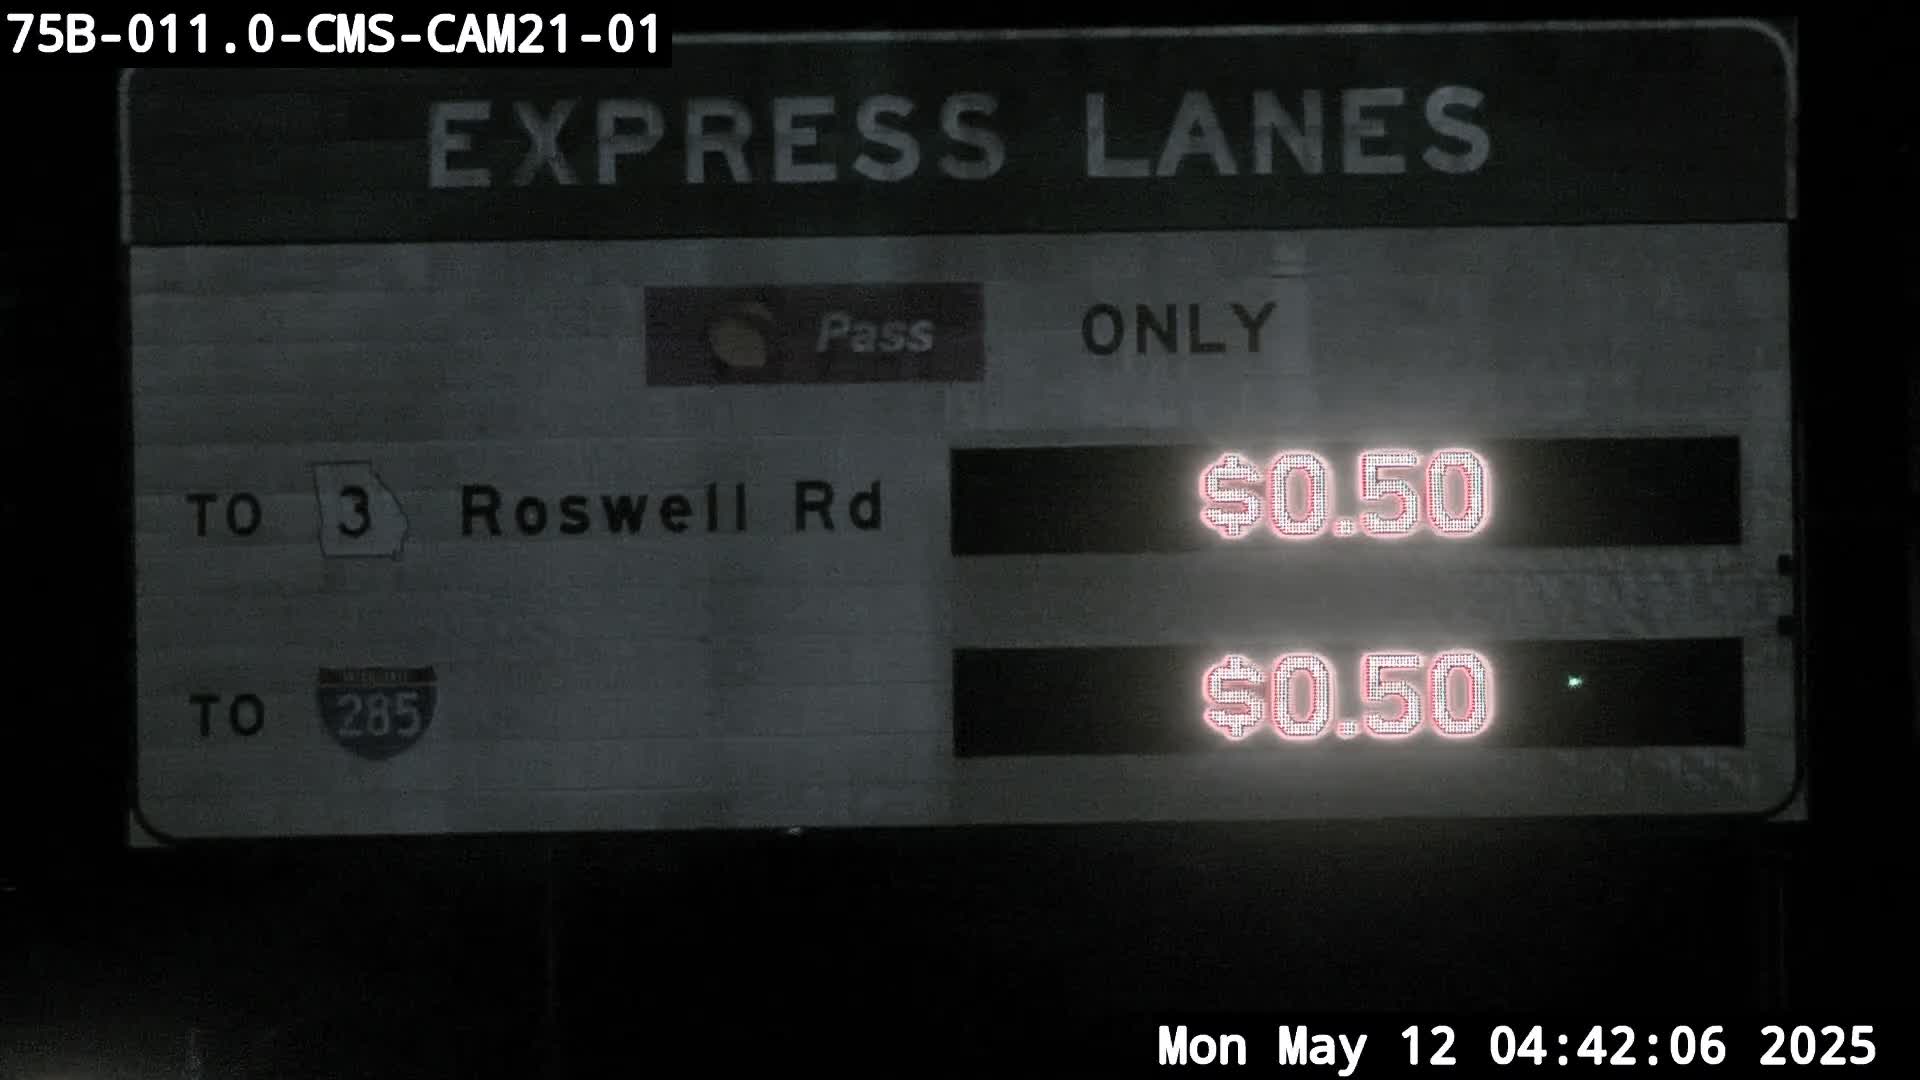 75B-011.0-CMS-CAM21-01
EXPRESS LANES
Pass ONLY
TO 3 Roswell Rd $0.50
TO 285 $0.50
Mon May 12 04:42:06 2025